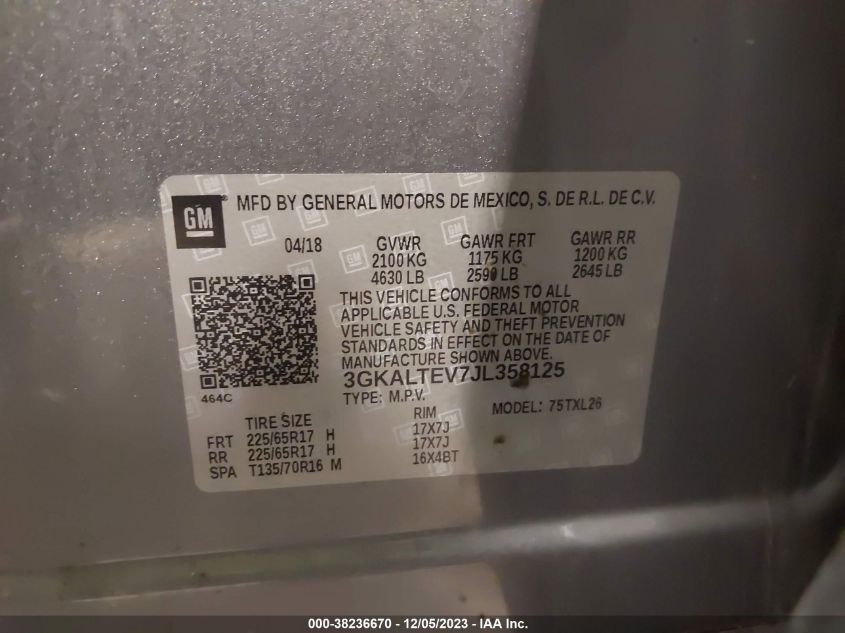 GM
MFD BY GENERAL MOTORS DE MEXICO, S. DE R.L. DE C.V.
04/18 GVWR GAWR FRT GAWR RR
2100 KG 1175 KG 1200 KG
4630 LB 2590 LB 2645 LB
THIS VEHICLE CONFORMS TO ALL
APPLICABLE U.S. FEDERAL MOTOR
VEHICLE SAFETY AND THEFT PREVENTION
STANDARDS IN EFFECT ON THE DATE OF
MANUFACTURE SHOWN ABOVE.
3GKALTEV7JL358125
464C
TYPE: M.P.V. MODEL: 75TXL26
TIRE SIZE RIM
FRT 225/65R17 H 17X7J
RR 225/65R17 H 17X7J
SPA T135/70R16 M 16X4BT
000-38236670 - 12/05/2023 - IAA Inc.